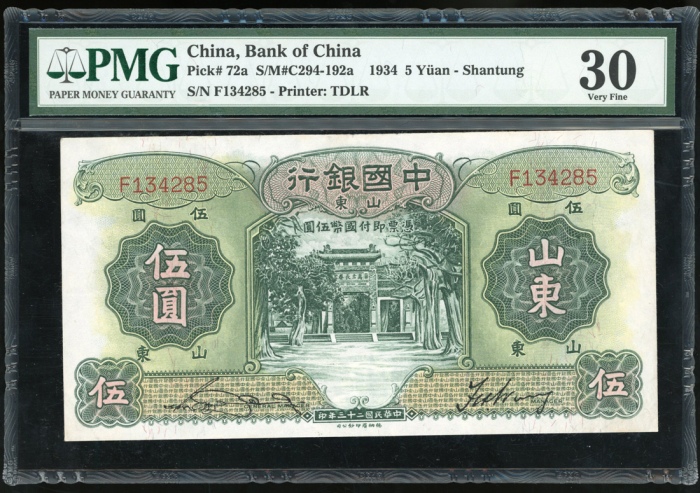 PMG
PAPER MONEY GUARANTY
China, Bank of China
Pick# 72a S/M#C294-192a 1934 5 Yüan - Shantung
S/N F134285 - Printer: TDLR
30
Very Fine
行銀國中
東山
F134285
F134285
圓 伍
圓 伍
圓伍幣國付即票憑
伍圓
山東
東 山
東 山
伍
伍
印年三十二國民華中